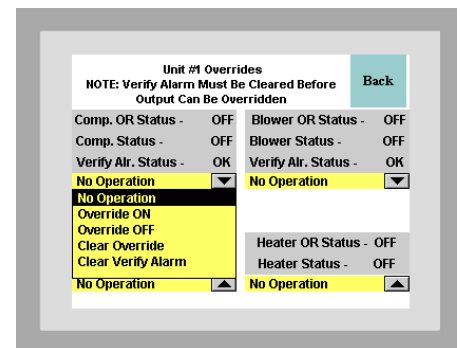 Unit #1 Overrides
NOTE: Verify Alarm Must Be Cleared Before
Output Can Be Overridden
Back
Comp. OR Status - OFF
Blower OR Status - OFF
Comp. Status - OFF
Blower Status - OFF
Verify Alr. Status - OK
Verify Alr. Status - OK
No Operation
No Operation
No Operation
Override ON
Override OFF
Clear Override
Clear Verify Alarm
Heater OR Status - OFF
Heater Status - OFF
No Operation
No Operation